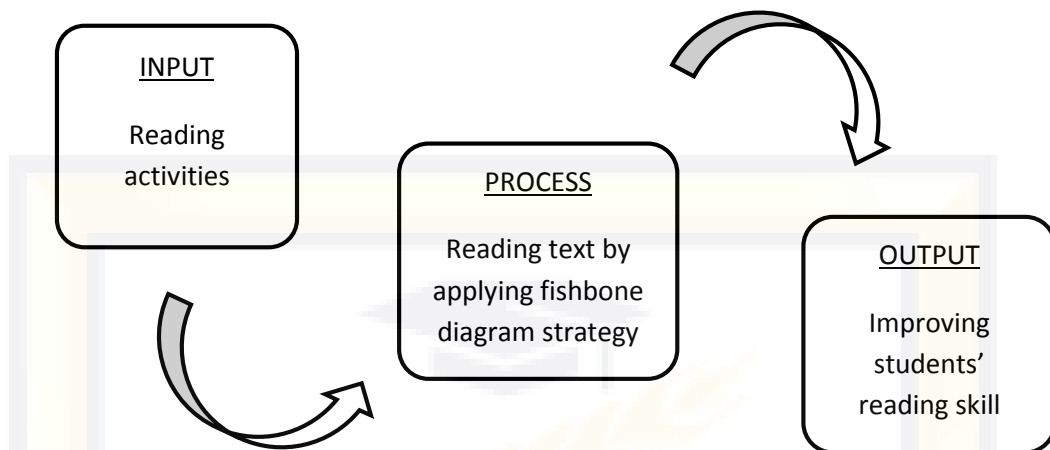 INPUT
Reading
activities
PROCESS
Reading text by
applying fishbone
diagram strategy
OUTPUT
Improving
students’
reading skill